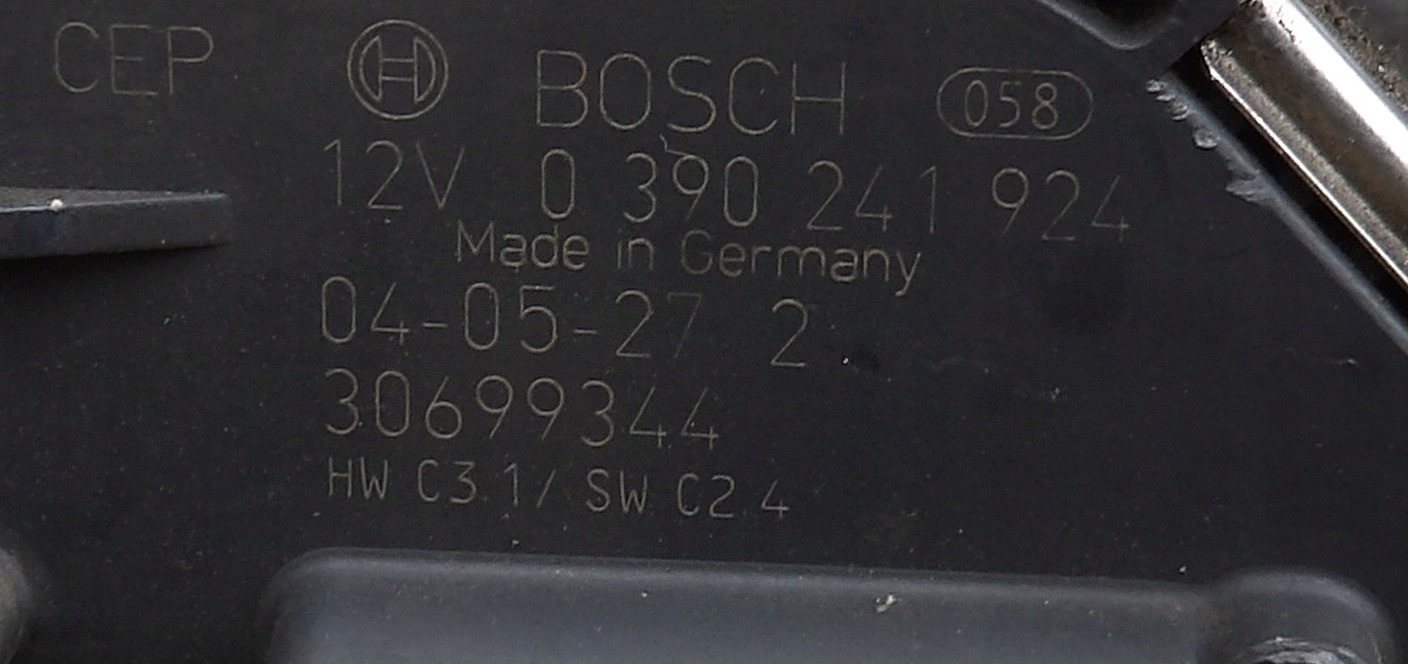 CEP BOSCH 058
12V 0 390 241 924
Made in Germany
04-05-27 2
30699344
HW C3.1/ SW C2.4